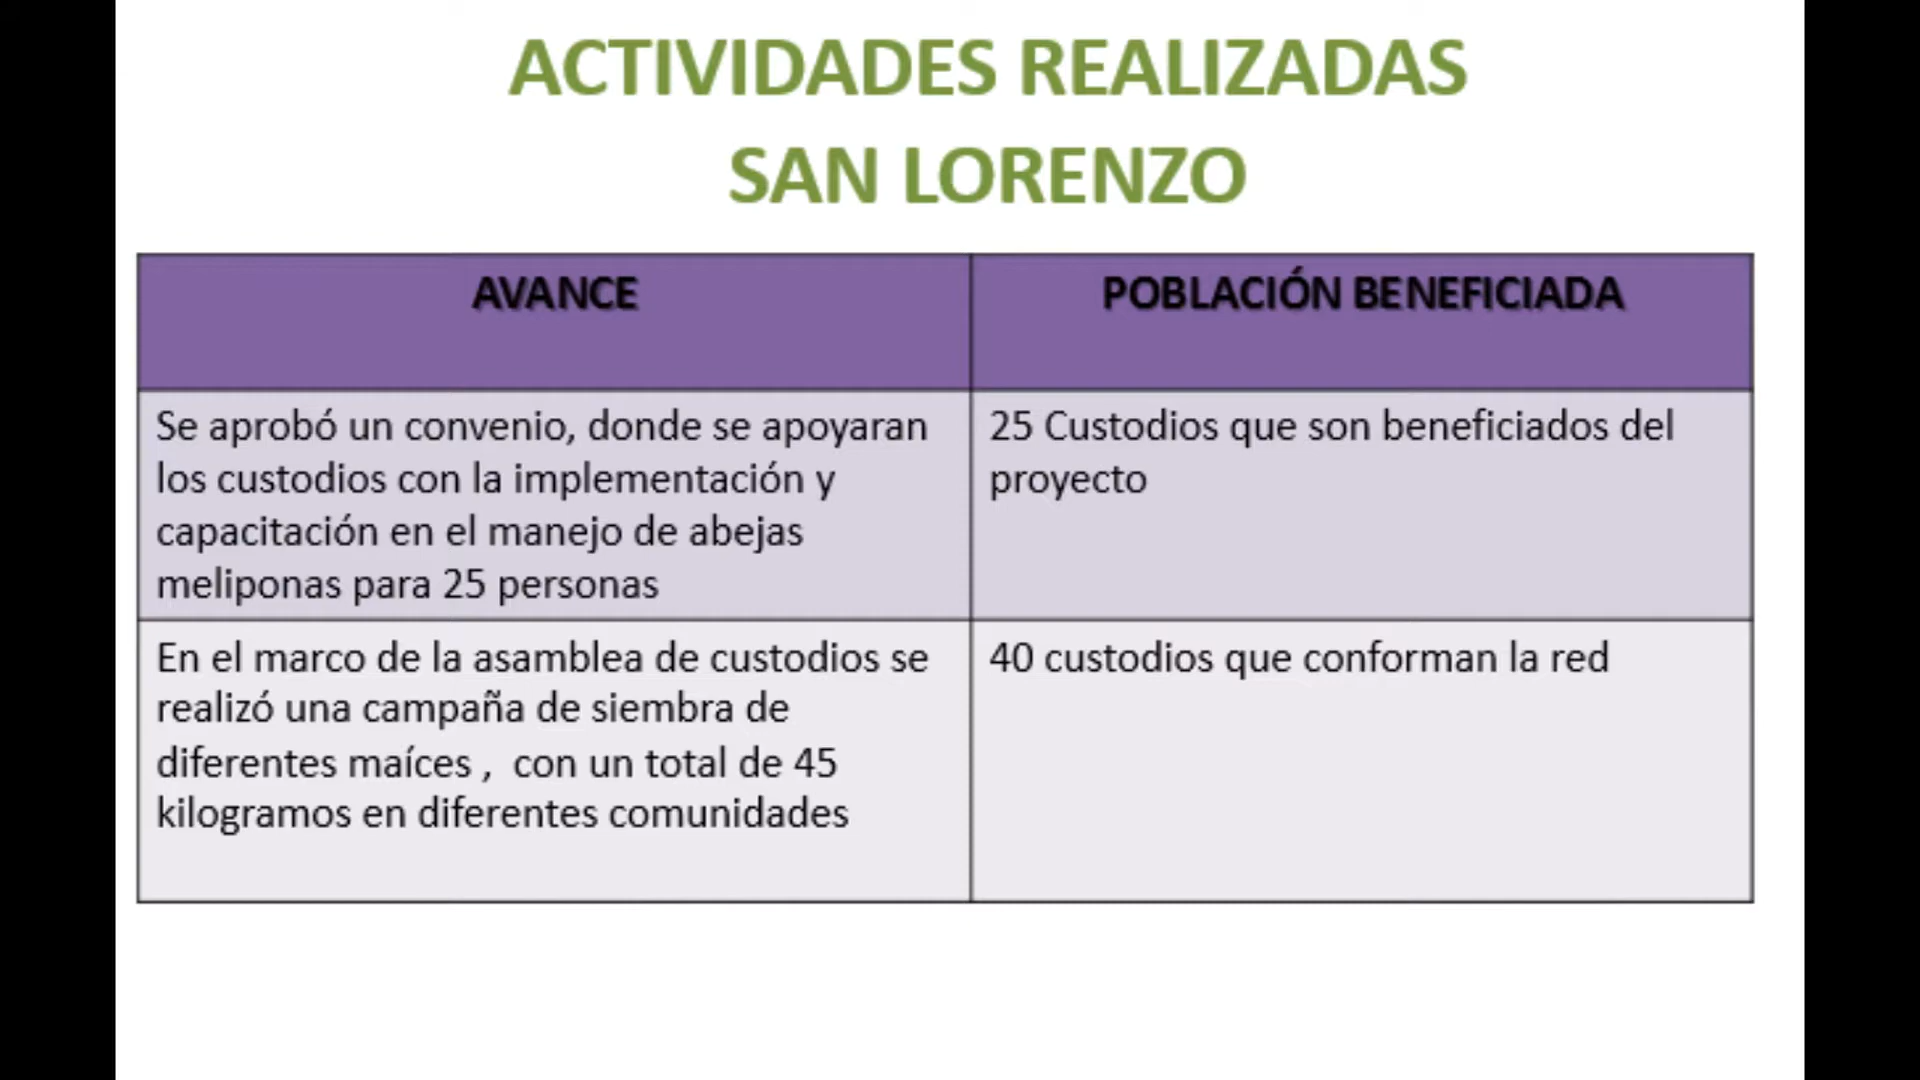 ACTIVIDADES REALIZADAS
SAN LORENZO
AVANCE
POBLACIÓN BENEFICIADA
Se aprobó un convenio, donde se apoyaran
los custodios con la implementación y
capacitación en el manejo de abejas
meliponas para 25 personas
25 Custodios que son beneficiados del
proyecto
En el marco de la asamblea de custodios se
realizó una campaña de siembra de
diferentes maíces , con un total de 45
kilogramos en diferentes comunidades
40 custodios que conforman la red